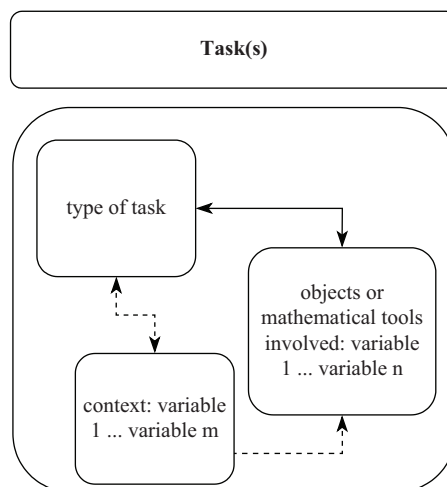 Task(s)
type of task
objects or
mathematical tools
involved: variable
1 ... variable n
context: variable
1 ... variable m